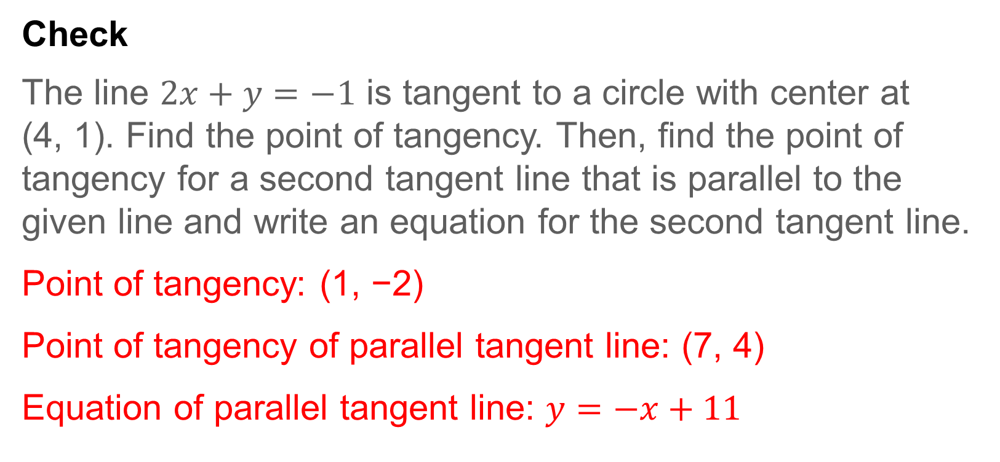 Check
The line 2x + y = −1 is tangent to a circle with center at
(4, 1). Find the point of tangency. Then, find the point of
tangency for a second tangent line that is parallel to the
given line and write an equation for the second tangent line.
Point of tangency: (1, −2)
Point of tangency of parallel tangent line: (7, 4)
Equation of parallel tangent line: y = −x + 11